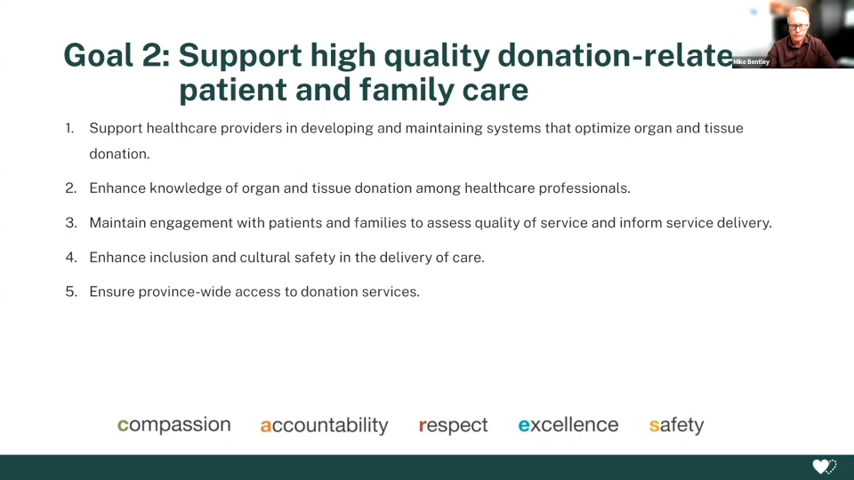 Goal 2: Support high quality donation-relate
patient and family care
Mike Bentley
1. Support healthcare providers in developing and maintaining systems that optimize organ and tissue
donation.
2. Enhance knowledge of organ and tissue donation among healthcare professionals.
3. Maintain engagement with patients and families to assess quality of service and inform service delivery.
4. Enhance inclusion and cultural safety in the delivery of care.
5. Ensure province-wide access to donation services.
compassion accountability respect excellence safety